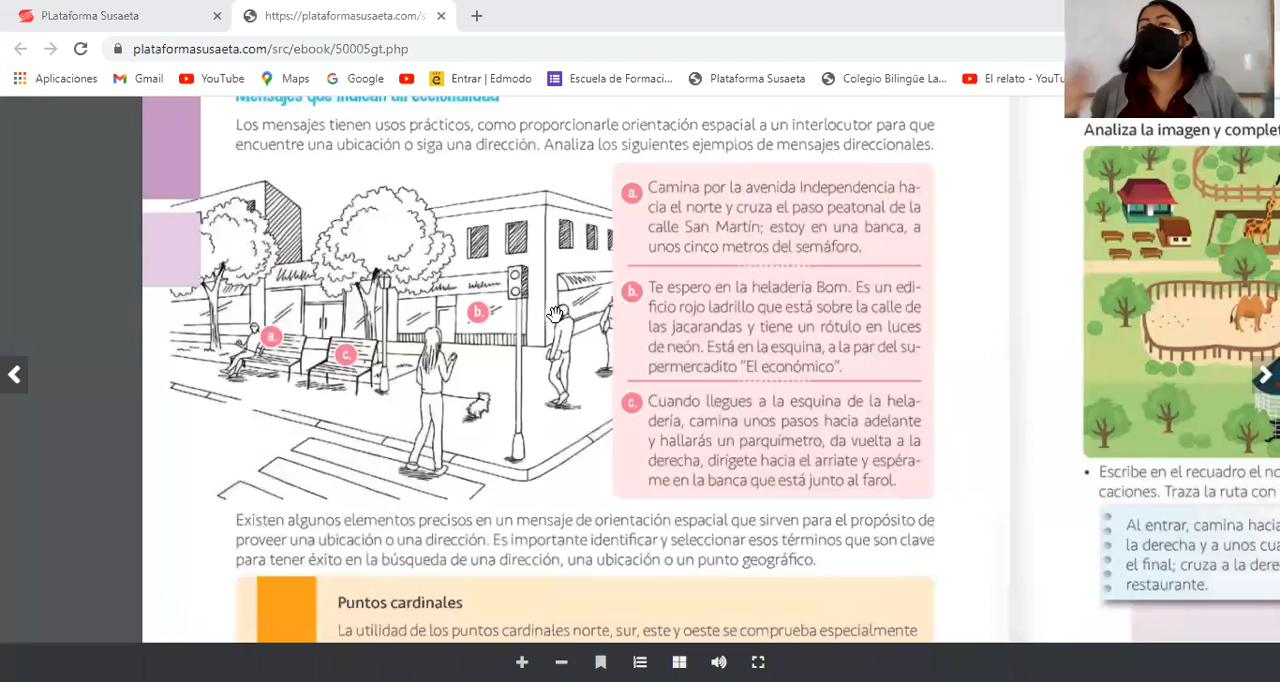 PLataforma Susaeta
https://plataformasusaeta.com/s
plataformasusaeta.com/src/ebook/50005gt.php
Aplicaciones
Gmail
YouTube
Maps
Google
Entrar | Edmodo
Escuela de Formaci...
Plataforma Susaeta
Colegio Bilingüe La...
El relato - YouTu
Mensajes que indican direccionalidad
Los mensajes tienen usos prácticos, como proporcionarle orientación espacial a un interlocutor para que
encuentre una ubicación o siga una dirección. Analiza los siguientes ejemplos de mensajes direccionales.
a.
b.
c.
a. Camina por la avenida Independencia ha-
cia el norte y cruza el paso peatonal de la
calle San Martín; estoy en una banca, a
unos cinco metros del semáforo.
b. Te espero en la heladería Bom. Es un edi-
ficio rojo ladrillo que está sobre la calle de
las jacarandas y tiene un rótulo en luces
de neón. Está en la esquina, a la par del su-
permercadito "El económico".
c. Cuando llegues a la esquina de la hela-
dería, camina unos pasos hacia adelante
y hallarás un parquímetro, da vuelta a la
derecha, dirígete hacia el arriate y espéra-
me en la banca que está junto al farol.
Existen algunos elementos precisos en un mensaje de orientación espacial que sirven para el propósito de
proveer una ubicación o una dirección. Es importante identificar y seleccionar esos términos que son clave
para tener éxito en la búsqueda de una dirección, una ubicación o un punto geográfico.
Puntos cardinales
La utilidad de los puntos cardinales norte, sur, este y oeste se comprueba especialmente
Analiza la imagen y complet
• Escribe en el recuadro el no
caciones. Traza la ruta con
Al entrar, camina hacia
la derecha y a unos cua
el final; cruza a la dere
restaurante.